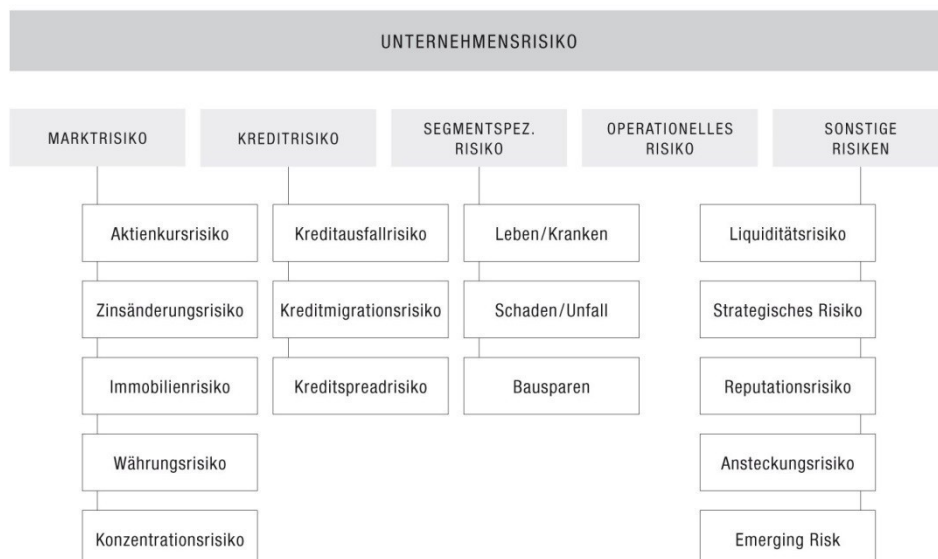 UNTERNEHMENSRISIKO
MARKTRISIKO
KREDITRISIKO
SEGMENTSPEZ.
RISIKO
OPERATIONELLES
RISIKO
SONSTIGE
RISIKEN
Aktienkursrisiko
Zinsänderungsrisiko
Immobilienrisiko
Währungsrisiko
Konzentrationsrisiko
Kreditausfallrisiko
Kreditmigrationsrisiko
Kreditspreadrisiko
Leben/Kranken
Schaden/Unfall
Bausparen
Liquiditätsrisiko
Strategisches Risiko
Reputationsrisiko
Ansteckungsrisiko
Emerging Risk